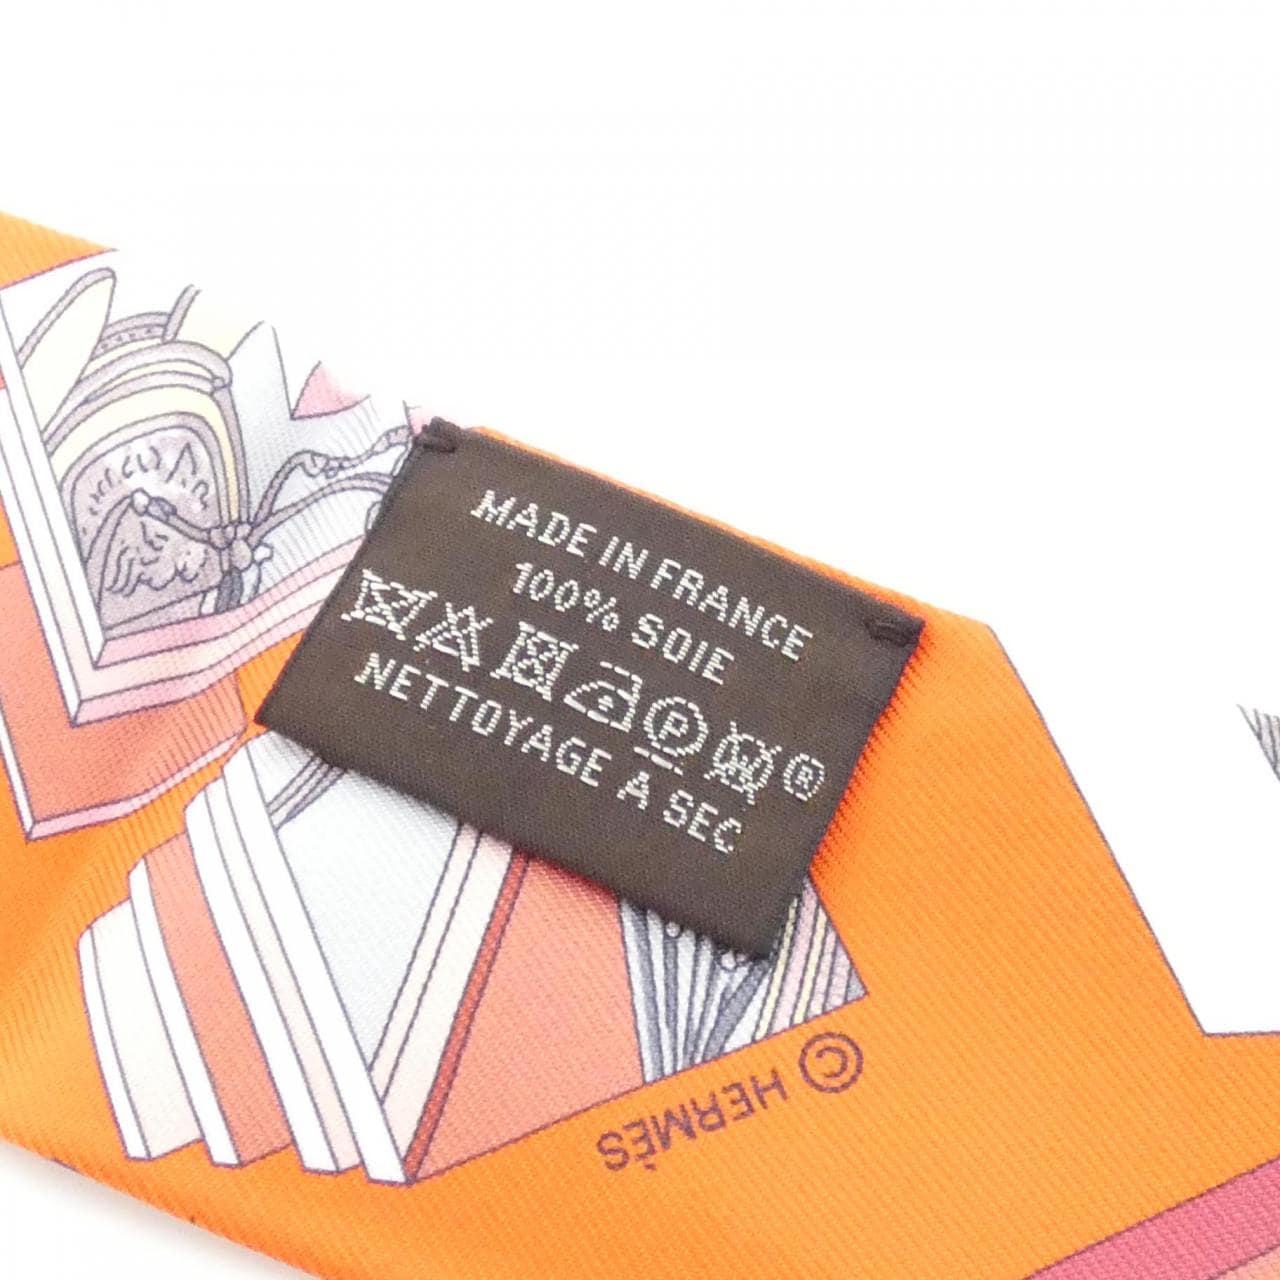 MADE IN FRANCE
100% SOIE
Ⓟ ®
NETTOYAGE A SEC
© HERMÈS